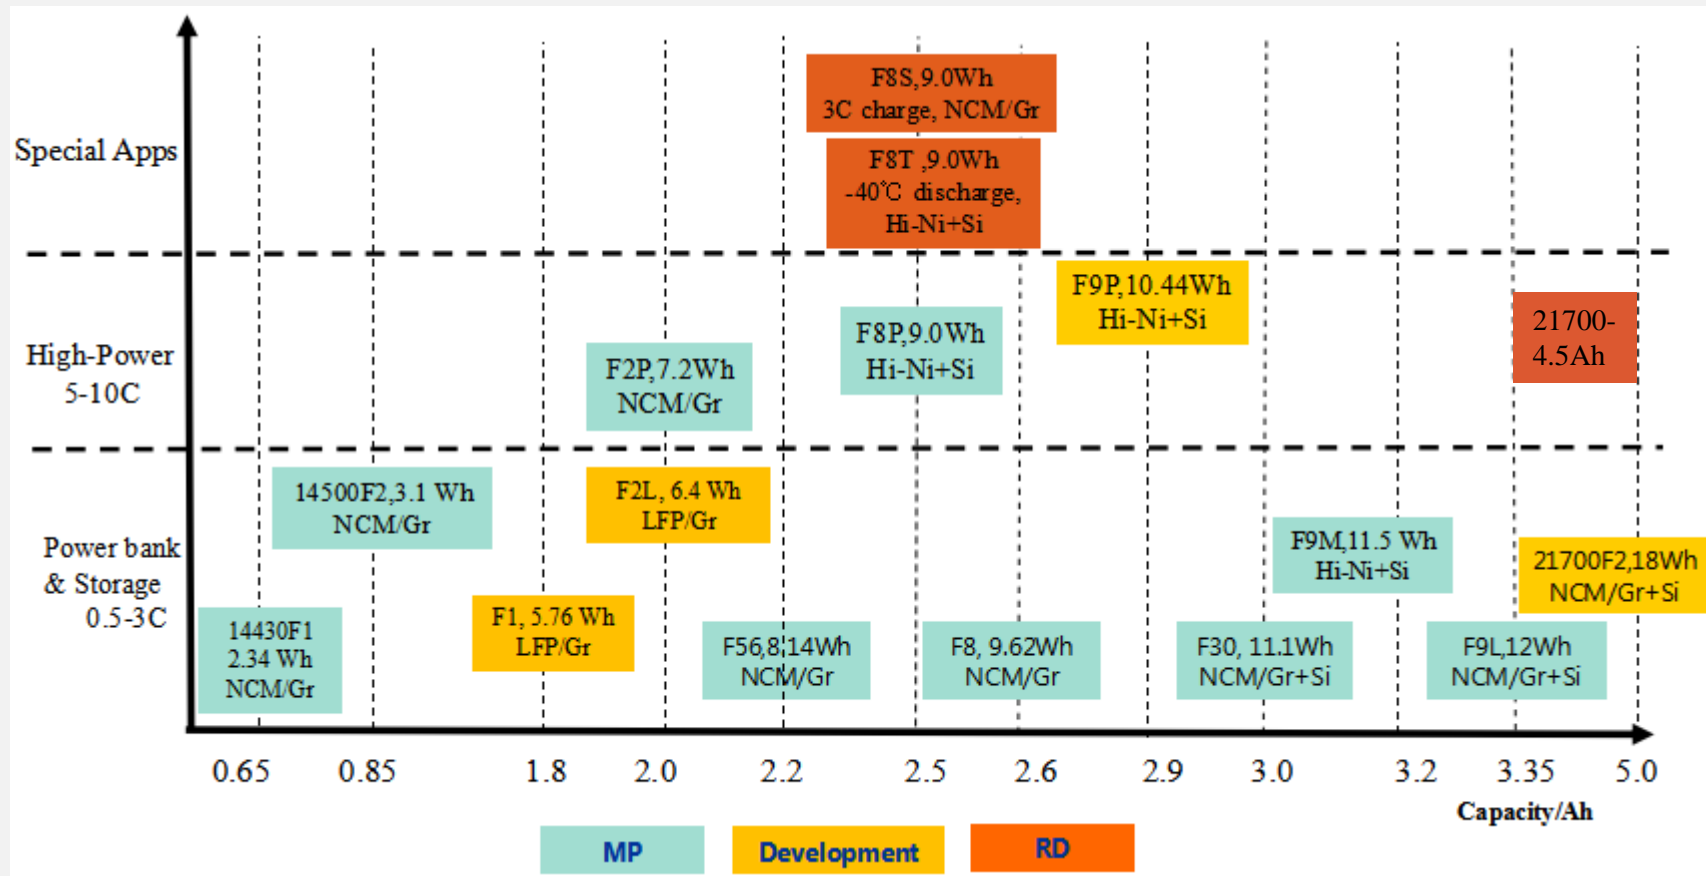 F8S,9.0Wh
3C charge, NCM/Gr
Special Apps
F8T ,9.0Wh
-40℃ discharge,
Hi-Ni+Si
F9P,10.44Wh
Hi-Ni+Si
21700-
4.5Ah
F8P,9.0Wh
Hi-Ni+Si
High-Power
5-10C
F2P,7.2Wh
NCM/Gr
14500F2,3.1 Wh
NCM/Gr
F2L, 6.4 Wh
LFP/Gr
Power bank
& Storage
0.5-3C
F9M,11.5 Wh
Hi-Ni+Si
21700F2,18Wh
NCM/Gr+Si
14430F1
2.34 Wh
NCM/Gr
F1, 5.76 Wh
LFP/Gr
F56,8.14Wh
NCM/Gr
F8, 9.62Wh
NCM/Gr
F30, 11.1Wh
NCM/Gr+Si
F9L,12Wh
NCM/Gr+Si
0.65 0.85 1.8 2.0 2.2 2.5 2.6 2.9 3.0 3.2 3.35 5.0
Capacity/Ah
MP
Development
RD